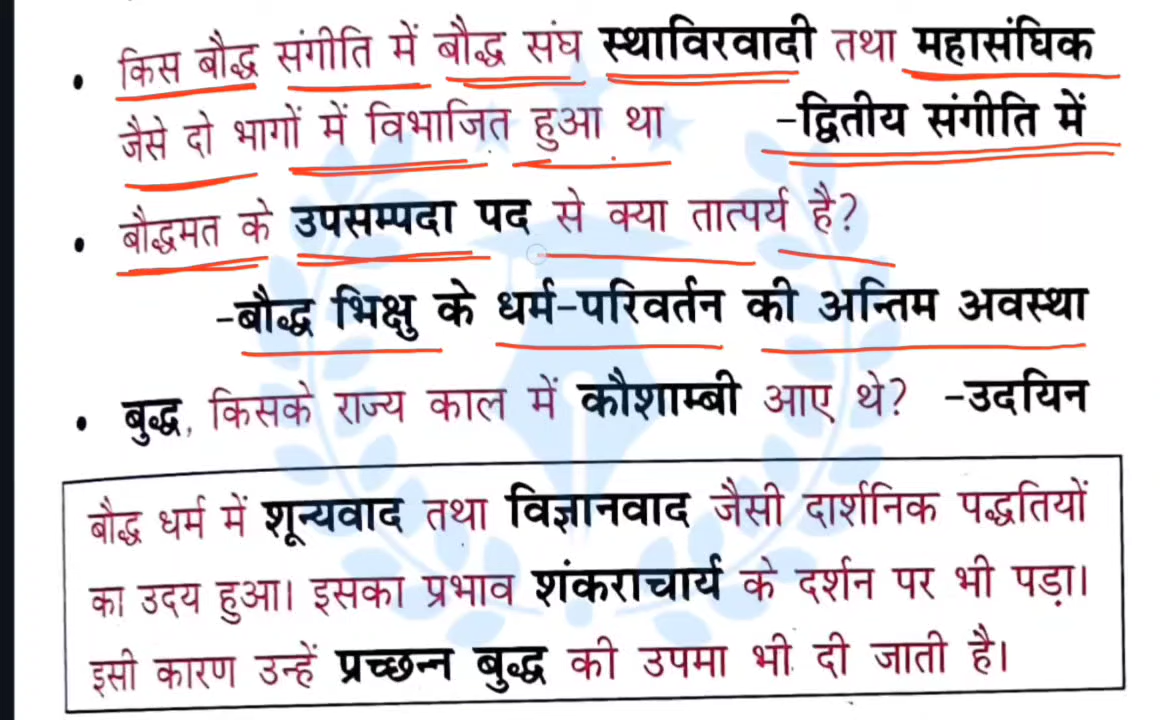 • किस बौद्ध संगीति में बौद्ध संघ स्थाविरवादी तथा महासंघिक
जैसे दो भागों में विभाजित हुआ था -द्वितीय संगीति में
• बौद्धमत के उपसम्पदा पद से क्या तात्पर्य है?
-बौद्ध भिक्षु के धर्म-परिवर्तन की अन्तिम अवस्था
• बुद्ध, किसके राज्य काल में कौशाम्बी आए थे? -उदयिन
बौद्ध धर्म में शून्यवाद तथा विज्ञानवाद जैसी दार्शनिक पद्धतियों
का उदय हुआ। इसका प्रभाव शंकराचार्य के दर्शन पर भी पड़ा।
इसी कारण उन्हें प्रच्छन्न बुद्ध की उपमा भी दी जाती है।